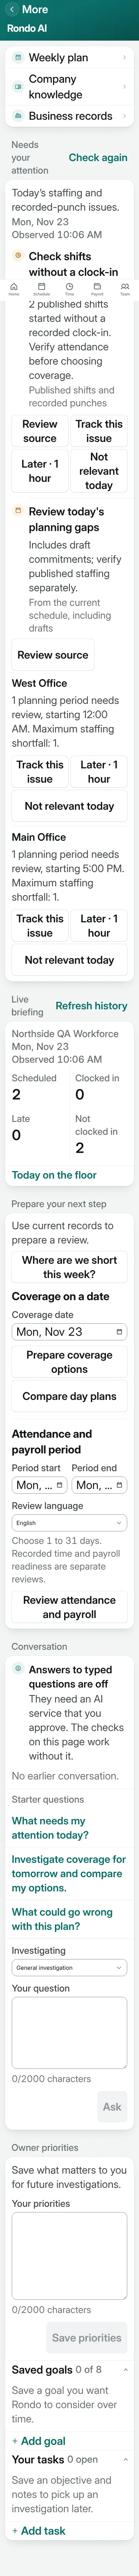 More
Rondo AI
Weekly plan
Company
knowledge
Business records
Needs
your
attention
Check again
Today's staffing and
recorded-punch issues.
Mon, Nov 23
Observed 10:06 AM
Check shifts
without a clock-in
Home
Schedule
Time
Payroll
Team
2 published shifts
started without a
recorded clock-in.
Verify attendance
before choosing
coverage.
Published shifts and
recorded punches
Review
source
Track this
issue
Later · 1
hour
Not
relevant
today
Review today's
planning gaps
Includes draft
commitments; verify
published staffing
separately.
From the current
schedule, including
drafts
Review source
West Office
1 planning period needs
review, starting 12:00
AM. Maximum staffing
shortfall: 1.
Track this
issue
Later · 1
hour
Not relevant today
Main Office
1 planning period needs
review, starting 5:00 PM.
Maximum staffing
shortfall: 1.
Track this
issue
Later · 1
hour
Not relevant today
Live
briefing
Refresh history
Northside QA Workforce
Mon, Nov 23
Observed 10:06 AM
Scheduled
2
Clocked in
0
Late
0
Not
clocked in
2
Today on the floor
Prepare your next step
Use current records to
prepare a review.
Where are we short
this week?
Coverage on a date
Coverage date
Mon, Nov 23
Prepare coverage
options
Compare day plans
Attendance and
payroll period
Period start
Period end
Mon, ...
Mon, ...
Review language
English
Choose 1 to 31 days.
Recorded time and payroll
readiness are separate
reviews.
Review attendance
and payroll
Conversation
Answers to typed
questions are off
They need an AI
service that you
approve. The checks
on this page work
without it.
No earlier conversation.
Starter questions
What needs my
attention today?
Investigate coverage for
tomorrow and compare
my options.
What could go wrong
with this plan?
Investigating
General investigation
Your question
0/2000 characters
Ask
Owner priorities
Save what matters to you
for future investigations.
Your priorities
0/2000 characters
Save priorities
Saved goals 0 of 8
Save a goal you want
Rondo to consider over
time.
+ Add goal
Your tasks 0 open
Save an objective and
notes to pick up an
investigation later.
+ Add task